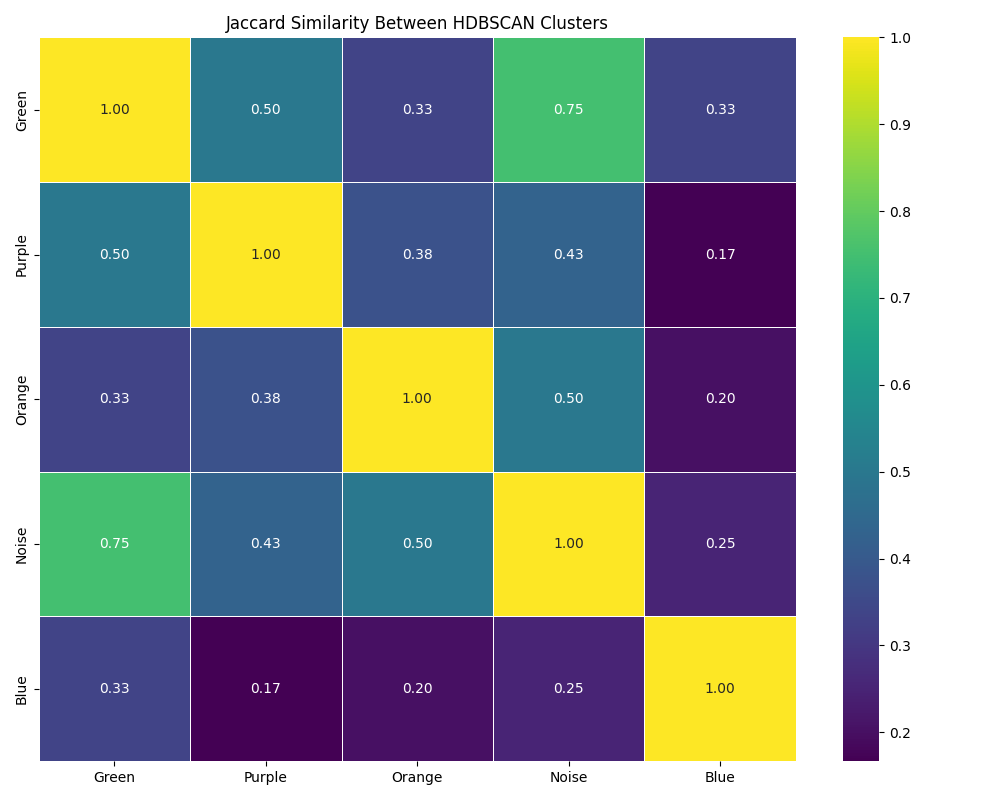 Jaccard Similarity Between HDBSCAN Clusters
Green 1.00 0.50 0.33 0.75 0.33
Purple 0.50 1.00 0.38 0.43 0.17
Orange 0.33 0.38 1.00 0.50 0.20
Noise 0.75 0.43 0.50 1.00 0.25
Blue 0.33 0.17 0.20 0.25 1.00
Green Purple Orange Noise Blue
1.0
0.9
0.8
0.7
0.6
0.5
0.4
0.3
0.2